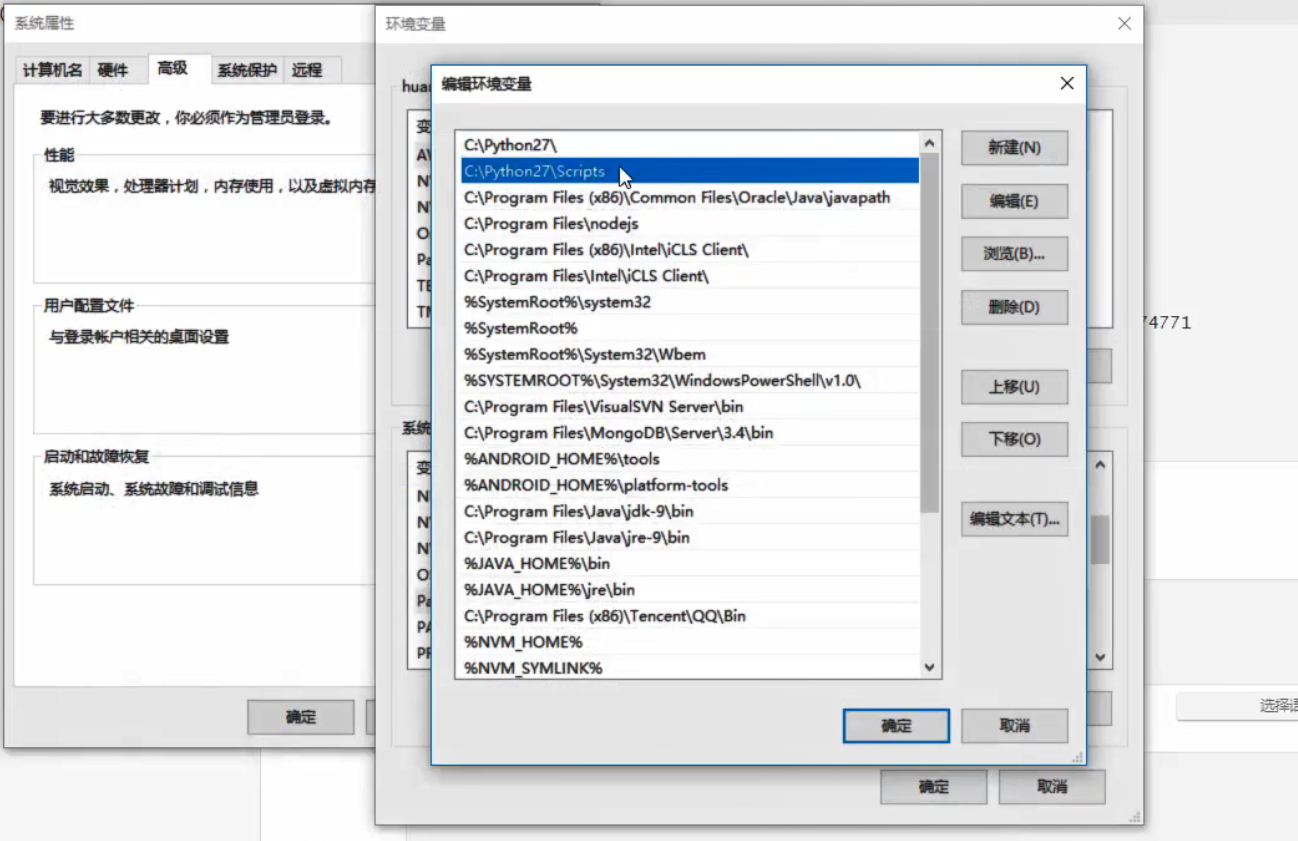 系统属性
计算机名
硬件
高级
系统保护
远程
要进行大多数更改，你必须作为管理员登录。
性能
视觉效果，处理器计划，内存使用，以及虚拟内存
用户配置文件
与登录帐户相关的桌面设置
启动和故障恢复
系统启动、系统故障和调试信息
确定
环境变量
huan
变
N
N
O
Pa
TE
TM
系统
变
N
N
N
O
Pa
PA
PR
编辑环境变量
C:\Python27\
C:\Python27\Scripts
C:\Program Files (x86)\Common Files\Oracle\Java\javapath
C:\Program Files\nodejs
C:\Program Files (x86)\Intel\iCLS Client\
C:\Program Files\Intel\iCLS Client\
%SystemRoot%\system32
%SystemRoot%
%SystemRoot%\System32\Wbem
%SYSTEMROOT%\System32\WindowsPowerShell\v1.0\
C:\Program Files\VisualSVN Server\bin
C:\Program Files\MongoDB\Server\3.4\bin
%ANDROID_HOME%\tools
%ANDROID_HOME%\platform-tools
C:\Program Files\Java\jdk-9\bin
C:\Program Files\Java\jre-9\bin
%JAVA_HOME%\bin
%JAVA_HOME%\jre\bin
C:\Program Files (x86)\Tencent\QQ\Bin
%NVM_HOME%
%NVM_SYMLINK%
新建(N)
编辑(E)
浏览(B)...
删除(D)
上移(U)
下移(O)
编辑文本(T)...
确定
取消
确定
取消
74771
选择语